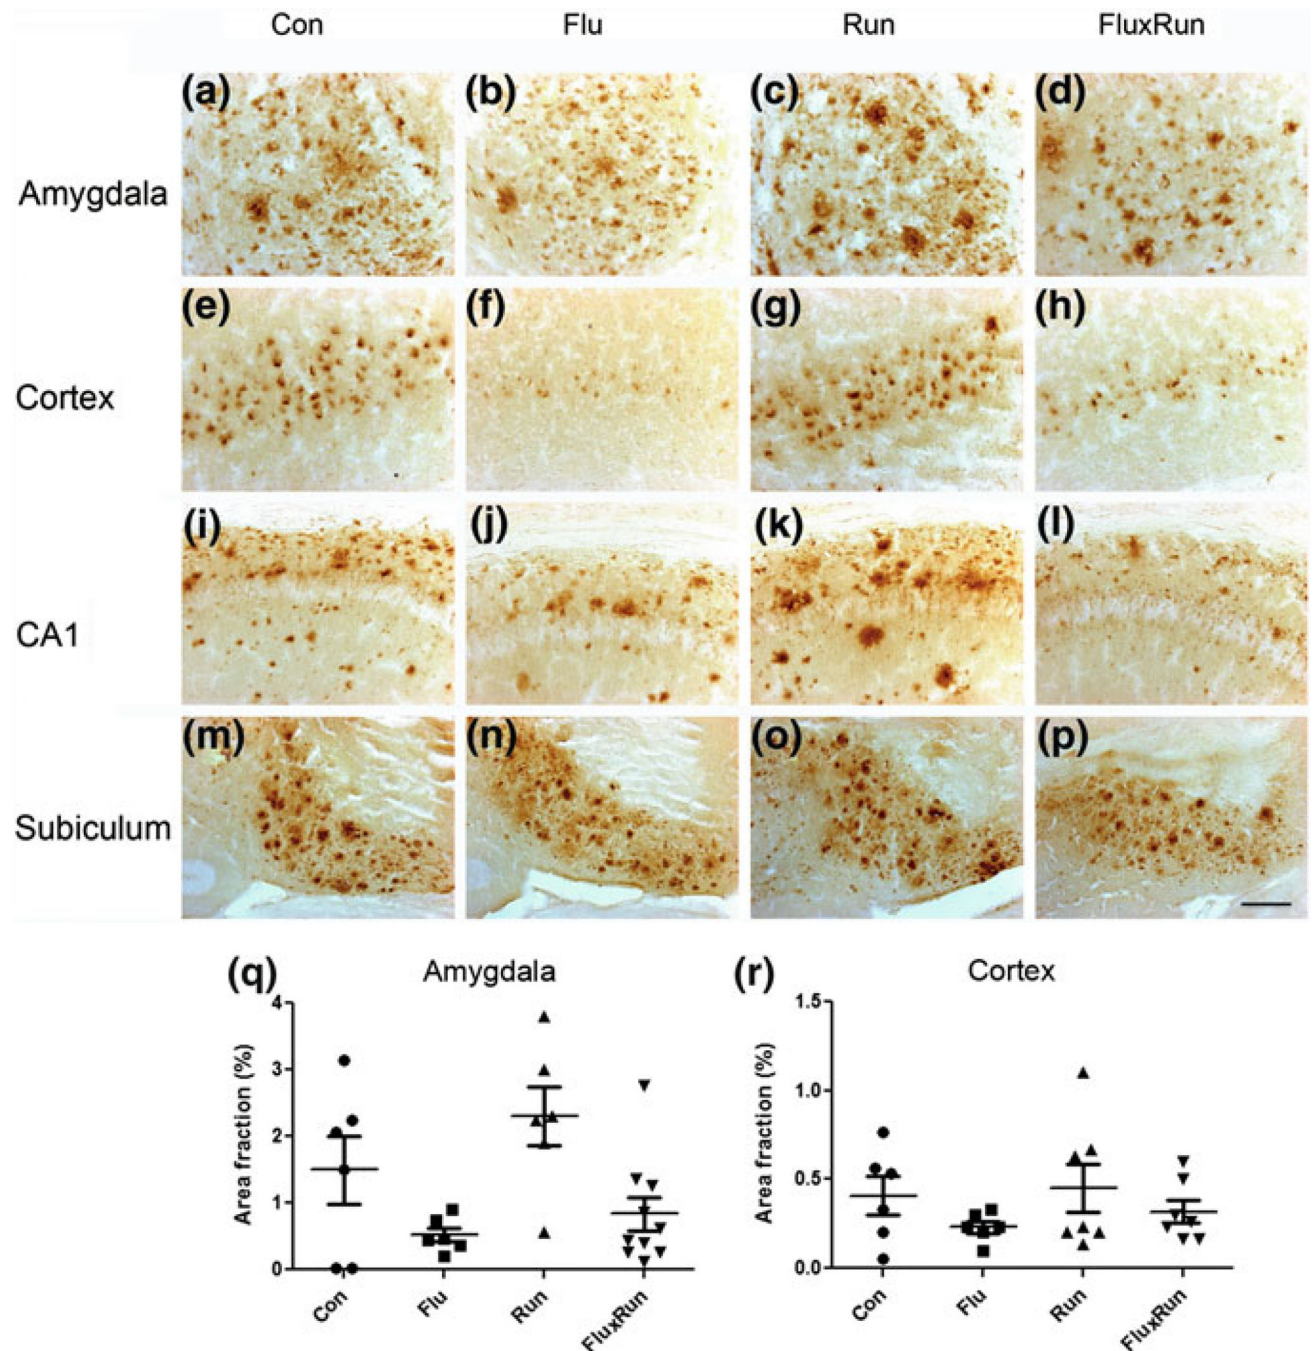 Con Flu Run FluxRun
(a) (b) (c) (d)
Amygdala
(e) (f) (g) (h)
Cortex
(i) (j) (k) (l)
CA1
(m) (n) (o) (p)
Subiculum
(q) Amygdala
4
3
2
1
0
Area fraction (%)
Con Flu Run FluxRun
(r) Cortex
1.5
1.0
0.5
0.0
Area fraction (%)
Con Flu Run FluxRun